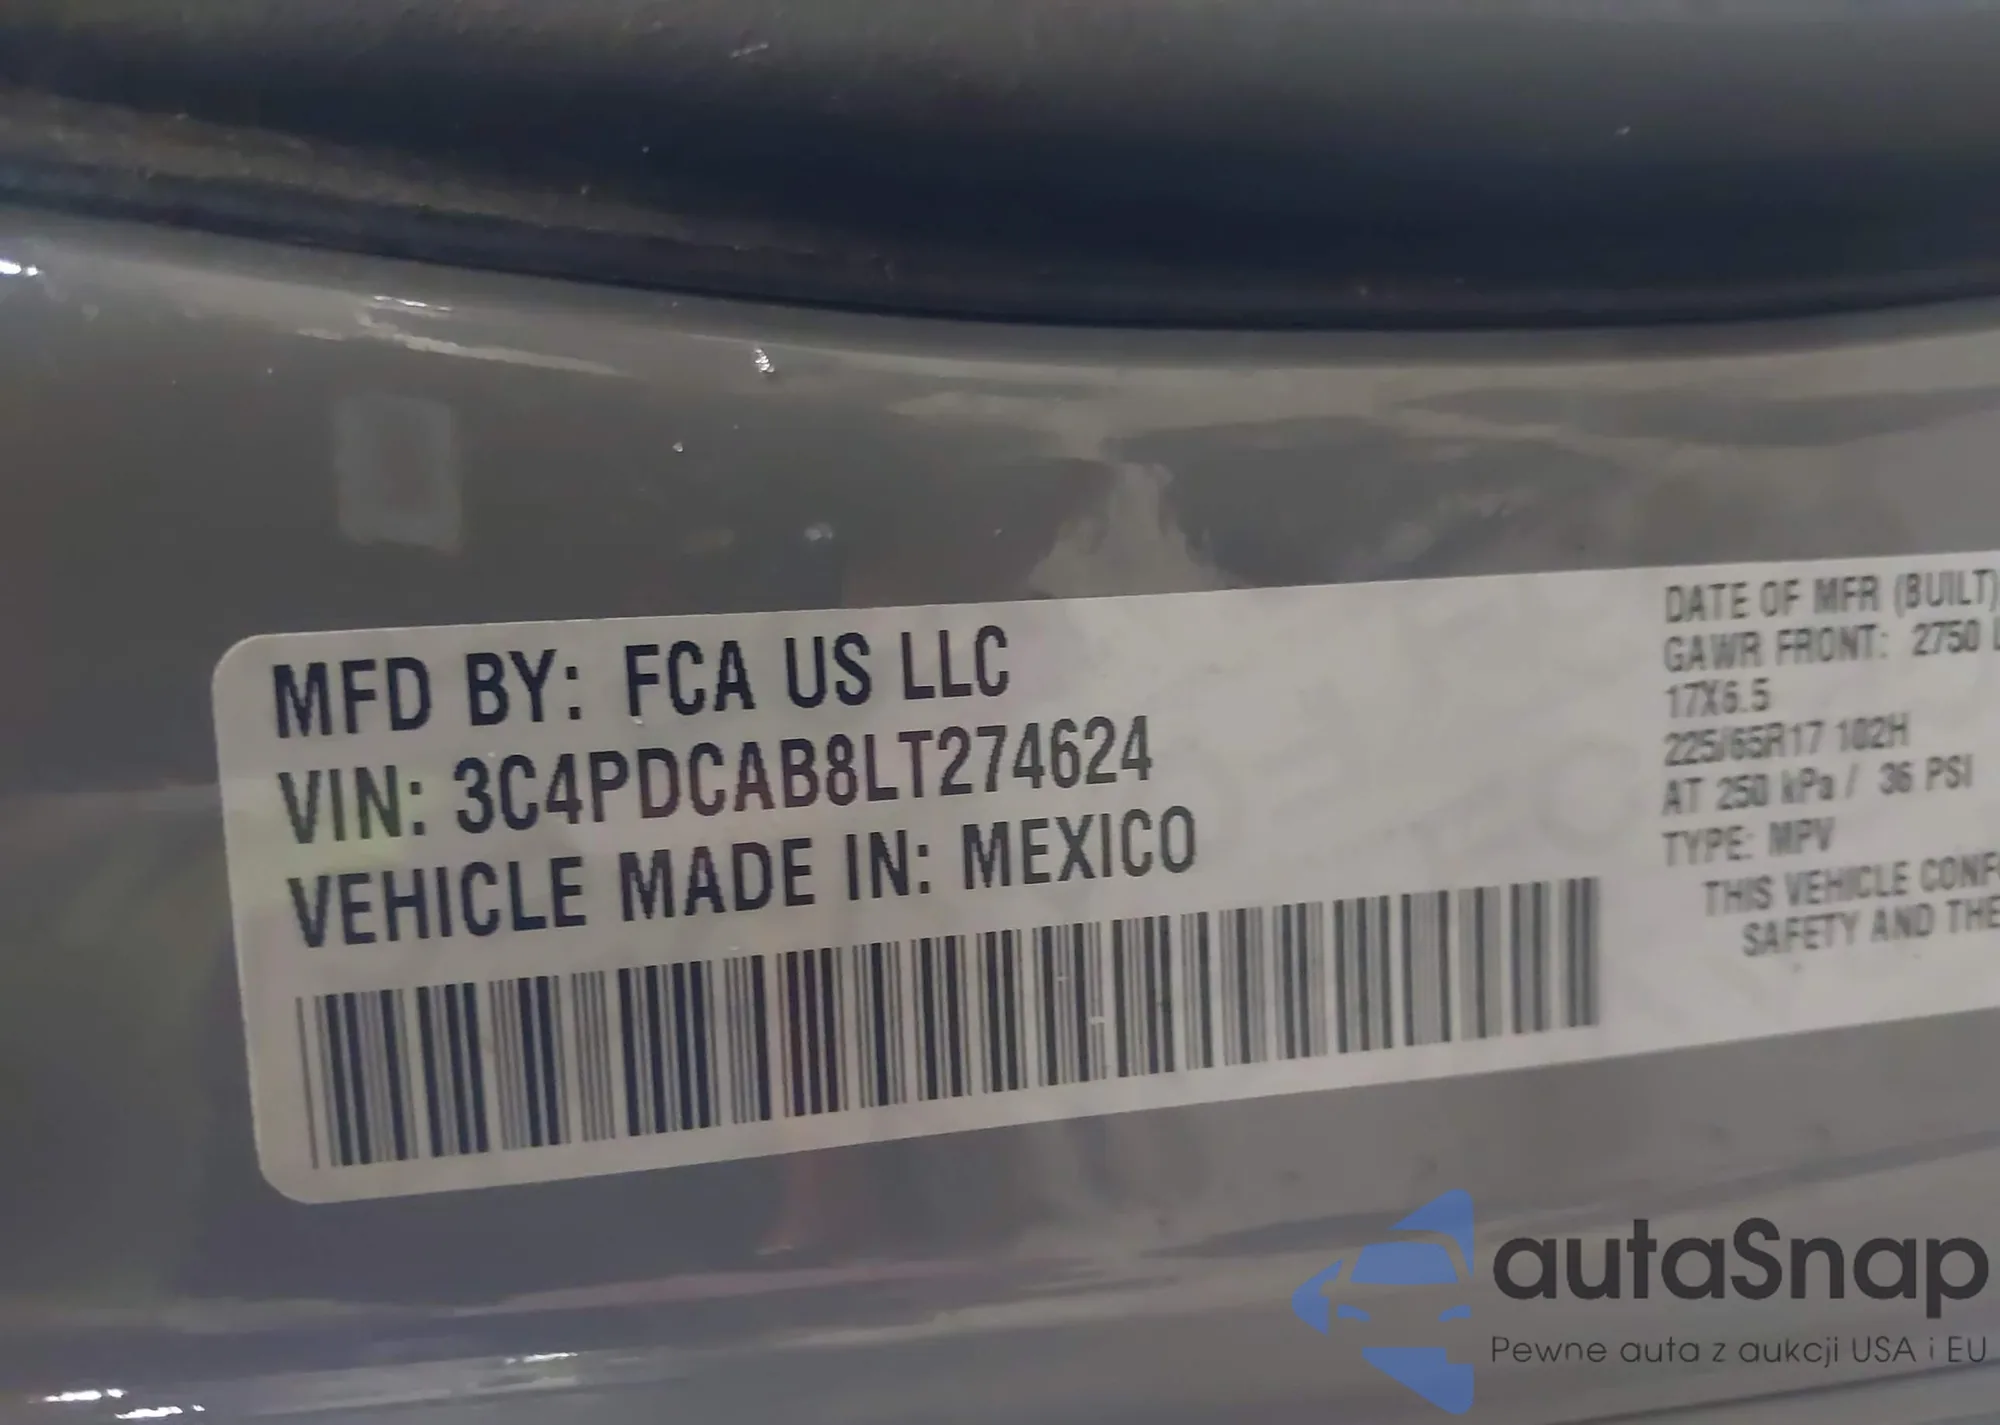 MFD BY: FCA US LLC
VIN: 3C4PDCAB8LT274624
VEHICLE MADE IN: MEXICO
DATE OF MFR (BUILT)
GAWR FRONT: 2750 L
17X6.5
225/65R17 102H
AT 250 kPa / 36 PSI
TYPE: MPV
THIS VEHICLE CONF
SAFETY AND THE
autaSnap
Pewne auta z aukcji USA i EU